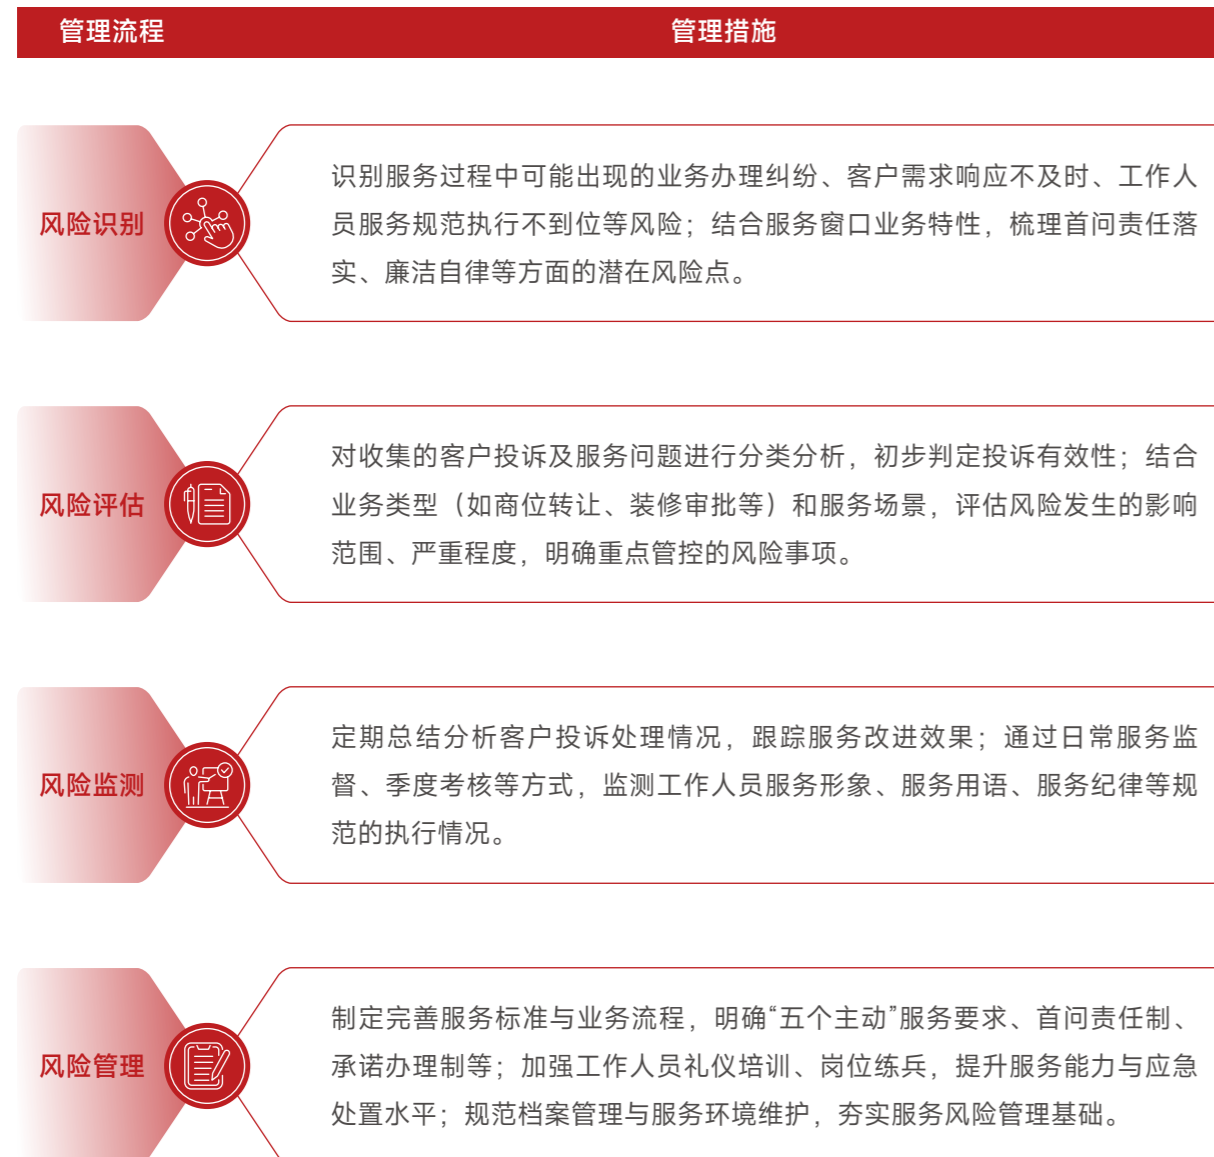 管理流程 管理措施
风险识别
识别服务过程中可能出现的业务办理纠纷、客户需求响应不及时、工作人
员服务规范执行不到位等风险；结合服务窗口业务特性，梳理首问责任落
实、廉洁自律等方面的潜在风险点。
风险评估
对收集的客户投诉及服务问题进行分类分析，初步判定投诉有效性；结合
业务类型（如商位转让、装修审批等）和服务场景，评估风险发生的影响
范围、严重程度，明确重点管控的风险事项。
风险监测
定期总结分析客户投诉处理情况，跟踪服务改进效果；通过日常服务监
督、季度考核等方式，监测工作人员服务形象、服务用语、服务纪律等规
范的执行情况。
风险管理
制定完善服务标准与业务流程，明确“五个主动”服务要求、首问责任制、
承诺办理制等；加强工作人员礼仪培训、岗位练兵，提升服务能力与应急
处置水平；规范档案管理与服务环境维护，夯实服务风险管理基础。